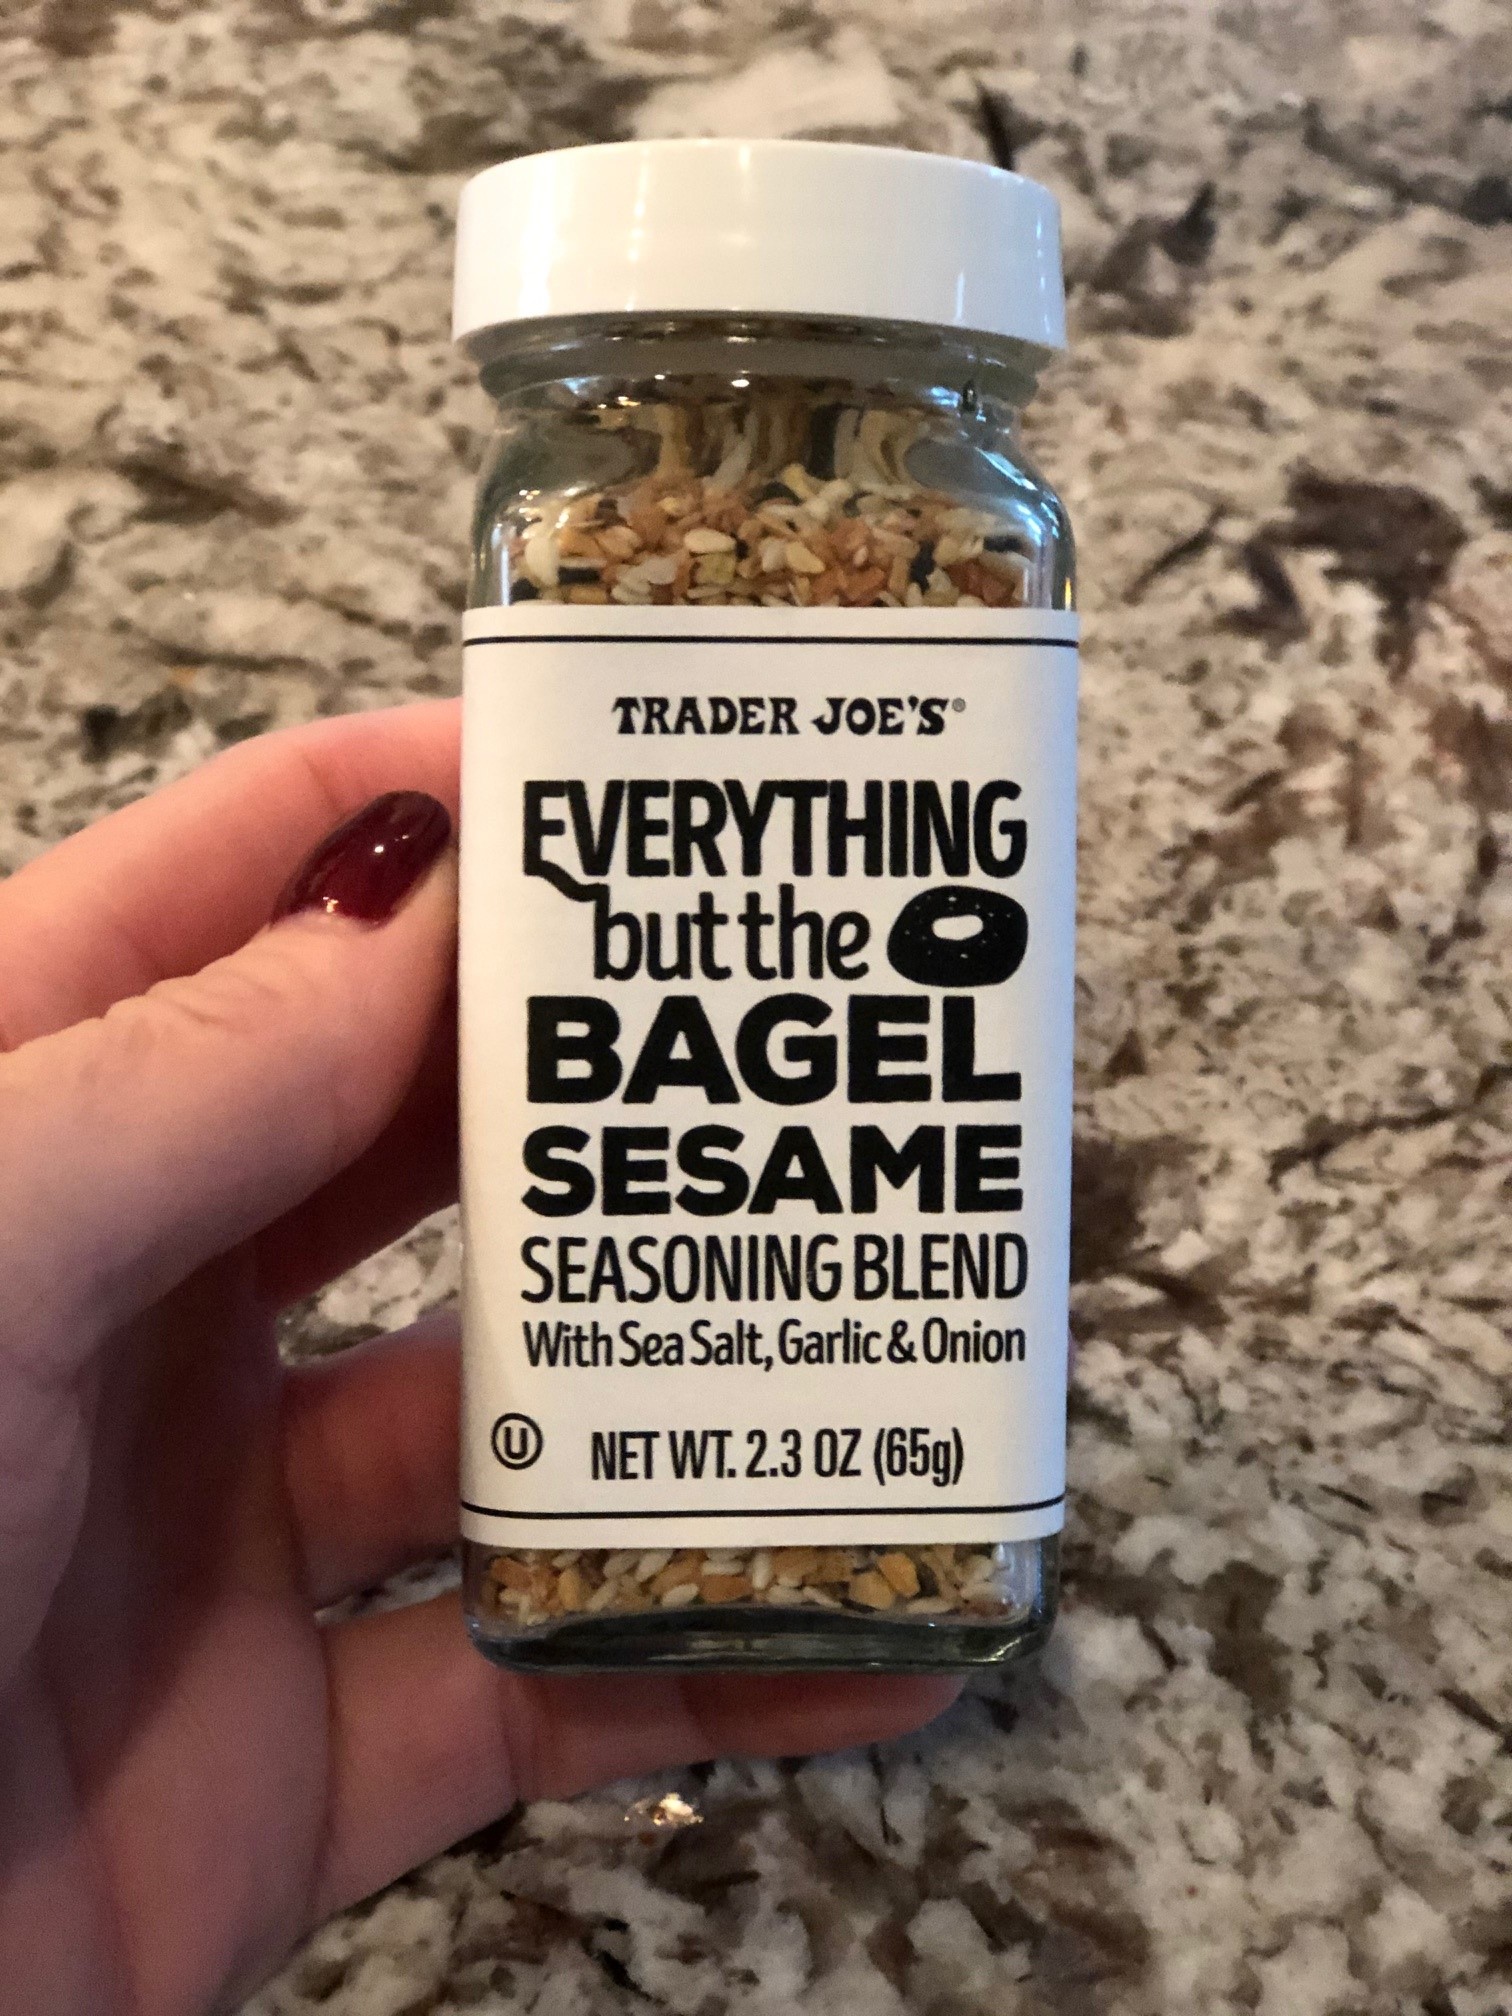 TRADER JOE'S®
EVERYTHING
but the
BAGEL
SESAME
SEASONING BLEND
With Sea Salt, Garlic & Onion
U NET WT. 2.3 OZ (65g)